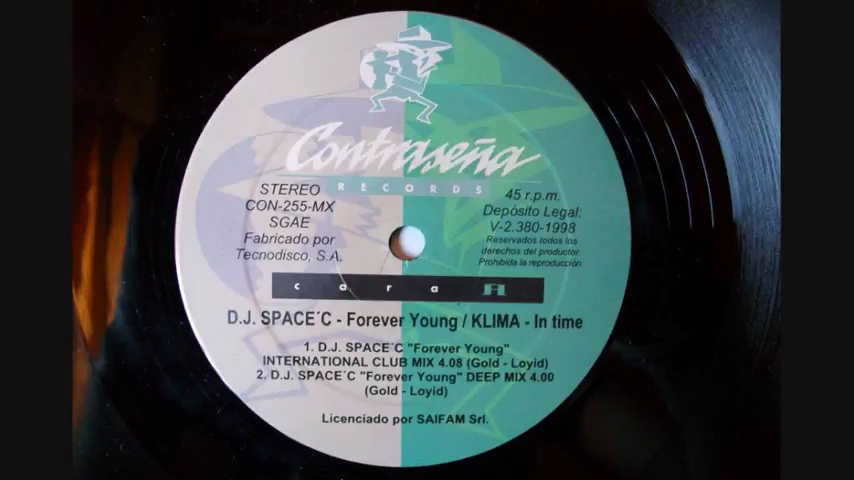 Contraseña
RECORDS
STEREO
CON-255-MX
SGAE
Fabricado por
Tecnodisco, S.A.
45 r.p.m.
Depósito Legal:
V-2.380-1998
Reservados todos los
derechos del productor.
Prohibida la reproducción.
cara A
D.J. SPACE´C - Forever Young / KLIMA - In time
1. D.J. SPACE´C "Forever Young"
INTERNATIONAL CLUB MIX 4.08 (Gold - Loyid)
2. D.J. SPACE´C "Forever Young" DEEP MIX 4.00
(Gold - Loyid)
Licenciado por SAIFAM Srl.